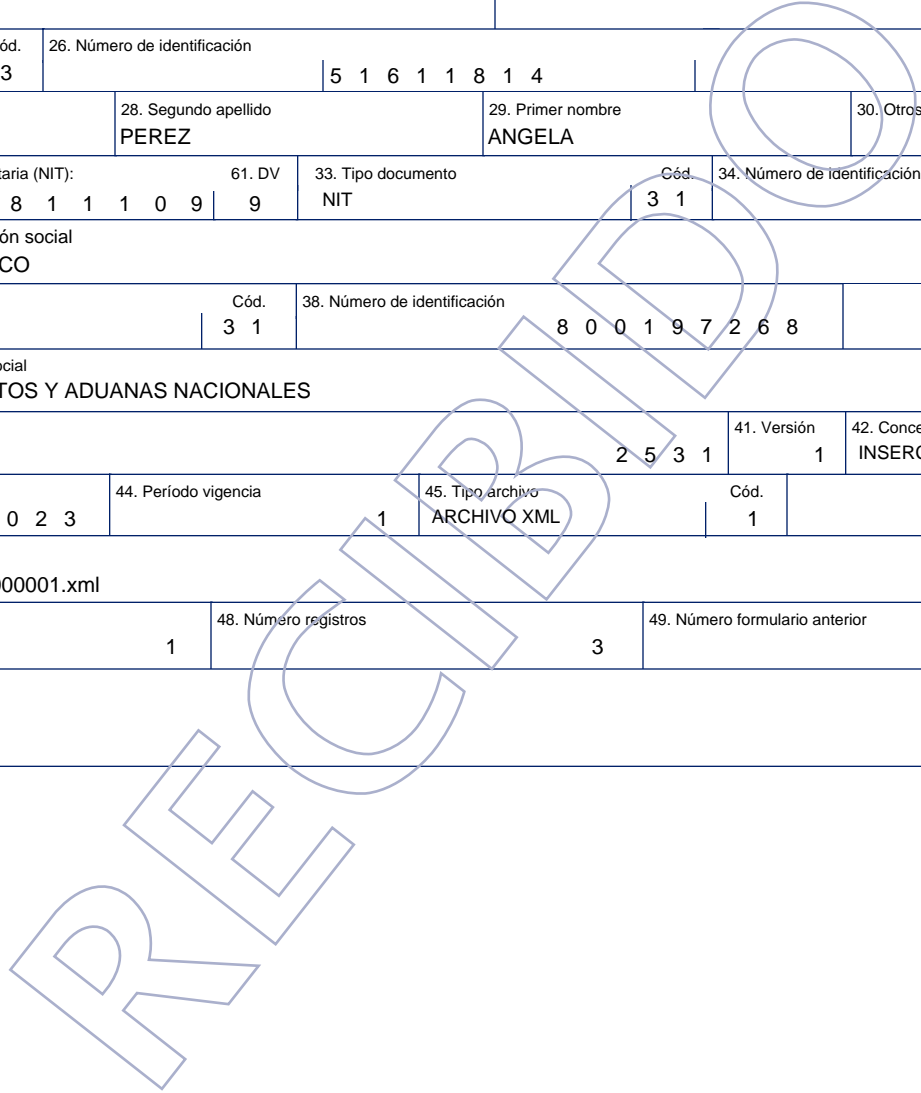 ód. 26. Número de identificación
3 5 1 6 1 1 8 1 4
28. Segundo apellido 29. Primer nombre 30. Otros
PEREZ ANGELA
taria (NIT): 61. DV 33. Tipo documento Cód. 34. Número de identificación
8 1 1 1 0 9 9 NIT 3 1
ón social
CO
Cód. 38. Número de identificación
3 1 8 0 0 1 9 7 2 6 8
ocial
TOS Y ADUANAS NACIONALES
41. Versión 42. Conce
2 5 3 1 1 INSERC
44. Período vigencia 45. Tipo archivo Cód.
0 2 3 1 ARCHIVO XML 1
000001.xml
48. Número registros 49. Número formulario anterior
1 3
RECIBIDO